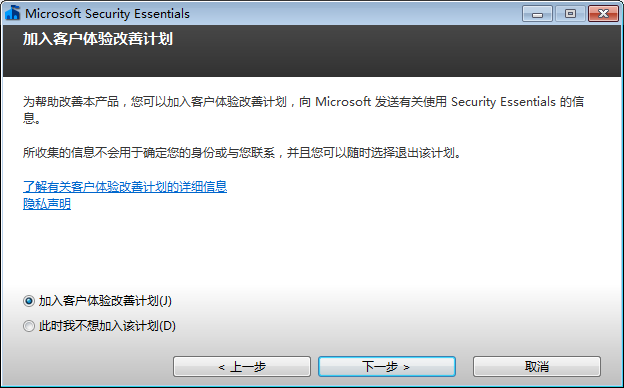 Microsoft Security Essentials
加入客户体验改善计划
为帮助改善本产品，您可以加入客户体验改善计划，向 Microsoft 发送有关使用 Security Essentials 的信
息。
所收集的信息不会用于确定您的身份或与您联系，并且您可以随时选择退出该计划。
了解有关客户体验改善计划的详细信息
隐私声明
加入客户体验改善计划(J)
此时我不想加入该计划(D)
< 上一步 下一步 > 取消